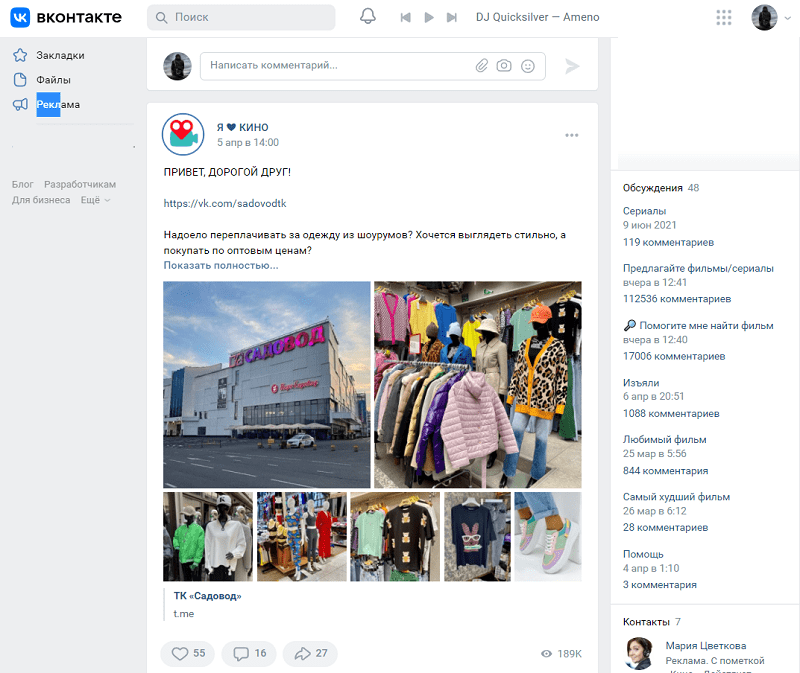 вконтакте
Поиск
DJ Quicksilver — Ameno
Закладки
Файлы
Реклама
Блог Разработчикам
Для бизнеса Ещё
Написать комментарий...
Я КИНО
5 апр в 14:00
ПРИВЕТ, ДОРОГОЙ ДРУГ!
https://vk.com/sadovodtk
Надоело переплачивать за одежду из шоурумов? Хочется выглядеть стильно, а
покупать по оптовым ценам?
Показать полностью...
САДОВОД
ТК «Садовод»
t.me
55
16
27
189K
Обсуждения 48
Сериалы
9 июн 2021
119 комментариев
Предлагайте фильмы/сериалы
вчера в 12:41
112536 комментариев
Помогите мне найти фильм
вчера в 12:40
17006 комментариев
Изъяли
6 апр в 20:51
1088 комментариев
Любимый фильм
25 мар в 5:56
844 комментария
Самый худший фильм
26 мар в 6:12
28 комментариев
Помощь
4 апр в 1:10
3 комментария
Контакты 7
Мария Цветкова
Реклама. С пометкой